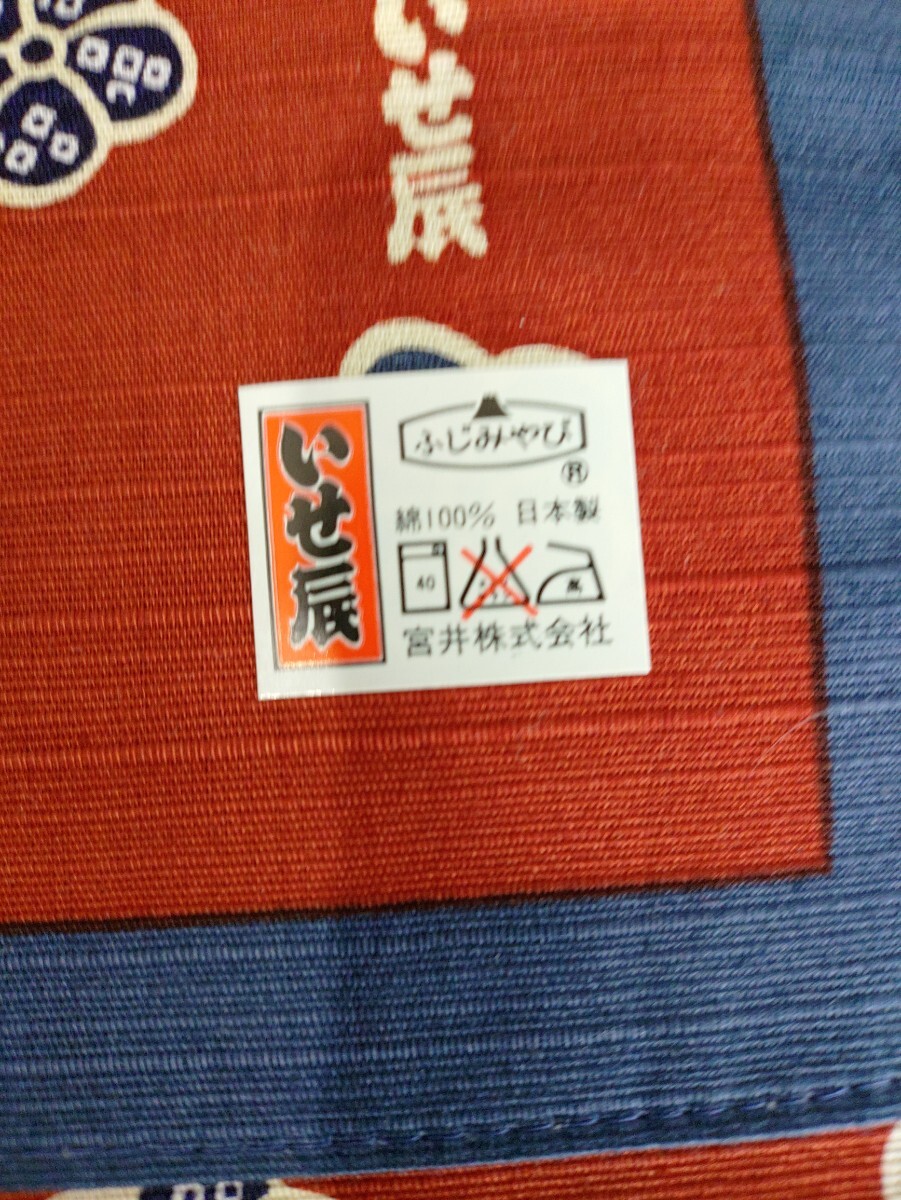 いせ辰
いせ辰
ふじみやび
®
綿100% 日本製
40 高
宮井株式会社